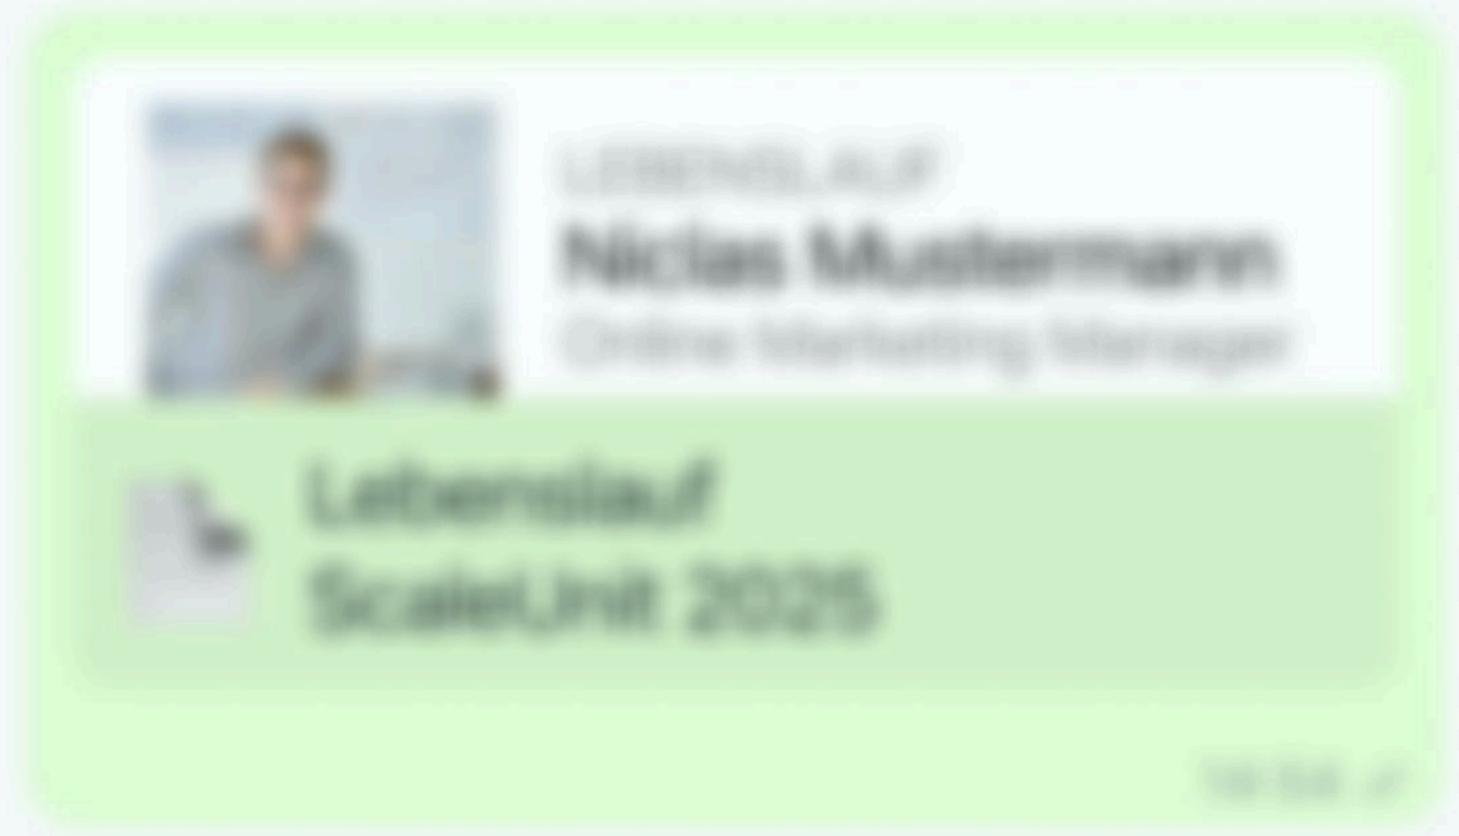 LEBENSLAUF
Niclas Mustermann
Online Marketing Manager
Lebenslauf
ScaleUnit 2025